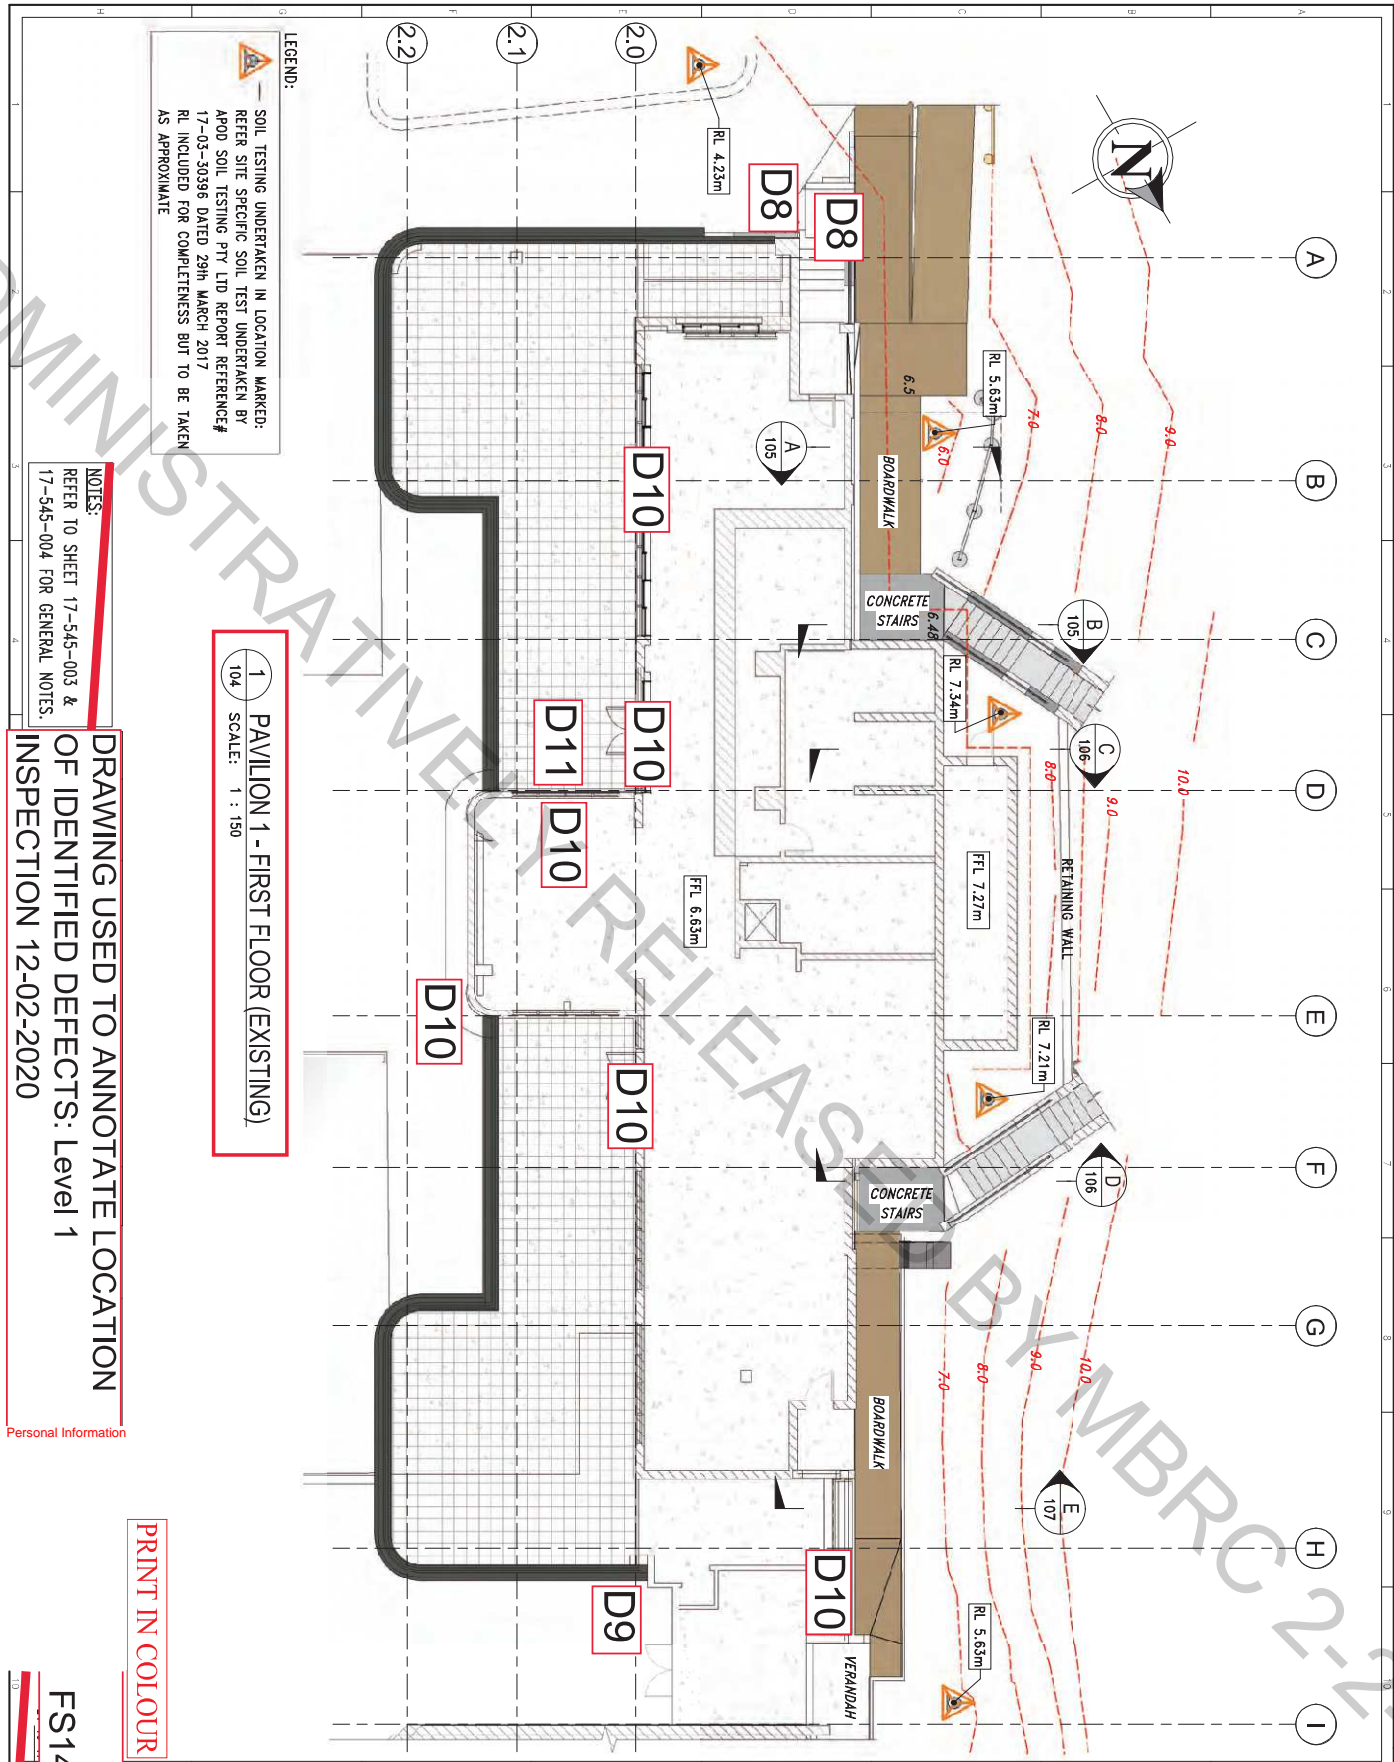 LEGEND:
SOIL TESTING UNDERTAKEN IN LOCATION MARKED:
REFER SITE SPECIFIC SOIL TEST UNDERTAKEN BY
APOD SOIL TESTING PTY LTD REPORT REFERENCE#
17-03-30396 DATED 29th MARCH 2017
RL INCLUDED FOR COMPLETENESS BUT TO BE TAKEN
AS APPROXIMATE
NOTES:
REFER TO SHEET 17-545-003 &
17-545-004 FOR GENERAL NOTES.
DRAWING USED TO ANNOTATE LOCATION
OF IDENTIFIED DEFECTS: Level 1
INSPECTION 12-02-2020
Personal Information
PRINT IN COLOUR
FS14
1
104
PAVILION 1 - FIRST FLOOR (EXISTING)
SCALE: 1 : 150
2.2
2.1
2.0
A
B
C
D
E
F
G
H
I
N
RL 4.23m
RL 5.63m
RL 7.34m
RL 7.21m
RL 5.63m
FFL 6.63m
FFL 7.27m
D8
D8
D10
D10
D11
D10
D10
D10
D10
D9
BOARDWALK
CONCRETE
STAIRS
RETAINING WALL
CONCRETE
STAIRS
BOARDWALK
VERANDAH
A
105
B
105
C
106
D
106
E
107
6.5
6.48
6.0
7.0
8.0
9.0
8.0
9.0
10.0
7.0
8.0
9.0
10.0
OMINISTRATIVELY RELEASED BY MBRC 2-2